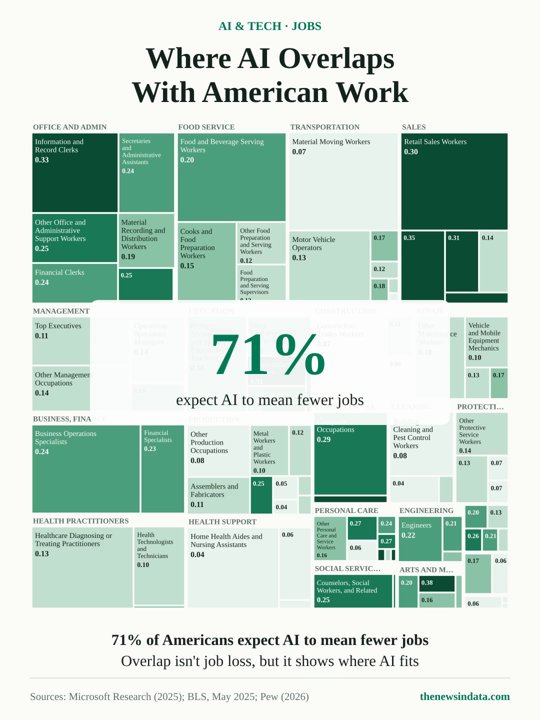 AI & TECH · JOBS
Where AI Overlaps
With American Work
OFFICE AND ADMIN
Information and
Record Clerks
0.33
Secretaries
and
Administrative
Assistants
0.24
Other Office and
Administrative
Support Workers
0.25
Material
Recording and
Distribution
Workers
0.19
Financial Clerks
0.24
0.25
FOOD SERVICE
Food and Beverage Serving
Workers
0.20
Cooks and
Food
Preparation
Workers
0.15
Other Food
Preparation
and Serving
Workers
0.12
Food
Preparation
and Serving
Supervisors
0.12
TRANSPORTATION
Material Moving Workers
0.07
Motor Vehicle
Operators
0.13
0.17
0.12
0.18
SALES
Retail Sales Workers
0.30
0.35
0.31
0.14
MANAGEMENT
Top Executives
0.11
Other Managemen
Occupations
0.14
71%
expect AI to mean fewer jobs
Vehicle
and Mobile
Equipment
Mechanics
0.10
0.13
0.17
BUSINESS, FINA
Business Operations
Specialists
0.24
Financial
Specialists
0.23
Other
Production
Occupations
0.08
Metal
Workers
and
Plastic
Workers
0.10
0.12
Assemblers and
Fabricators
0.11
0.25
0.05
0.04
Occupations
0.29
Cleaning and
Pest Control
Workers
0.08
0.04
PROTECTI…
Other
Protective
Service
Workers
0.14
0.13
0.07
0.07
HEALTH PRACTITIONERS
Healthcare Diagnosing or
Treating Practitioners
0.13
Health
Technologists
and
Technicians
0.10
HEALTH SUPPORT
Home Health Aides and
Nursing Assistants
0.04
0.06
PERSONAL CARE
Other
Personal
Care and
Service
Workers
0.16
0.27
0.24
0.27
0.06
ENGINEERING
Engineers
0.22
0.21
0.20
0.13
0.26
0.21
0.17
0.06
0.06
SOCIAL SERVIC…
Counselors, Social
Workers, and Related
0.25
ARTS AND M…
0.20
0.38
0.16
71% of Americans expect AI to mean fewer jobs
Overlap isn't job loss, but it shows where AI fits
Sources: Microsoft Research (2025); BLS, May 2025; Pew (2026)
thenewsindata.com